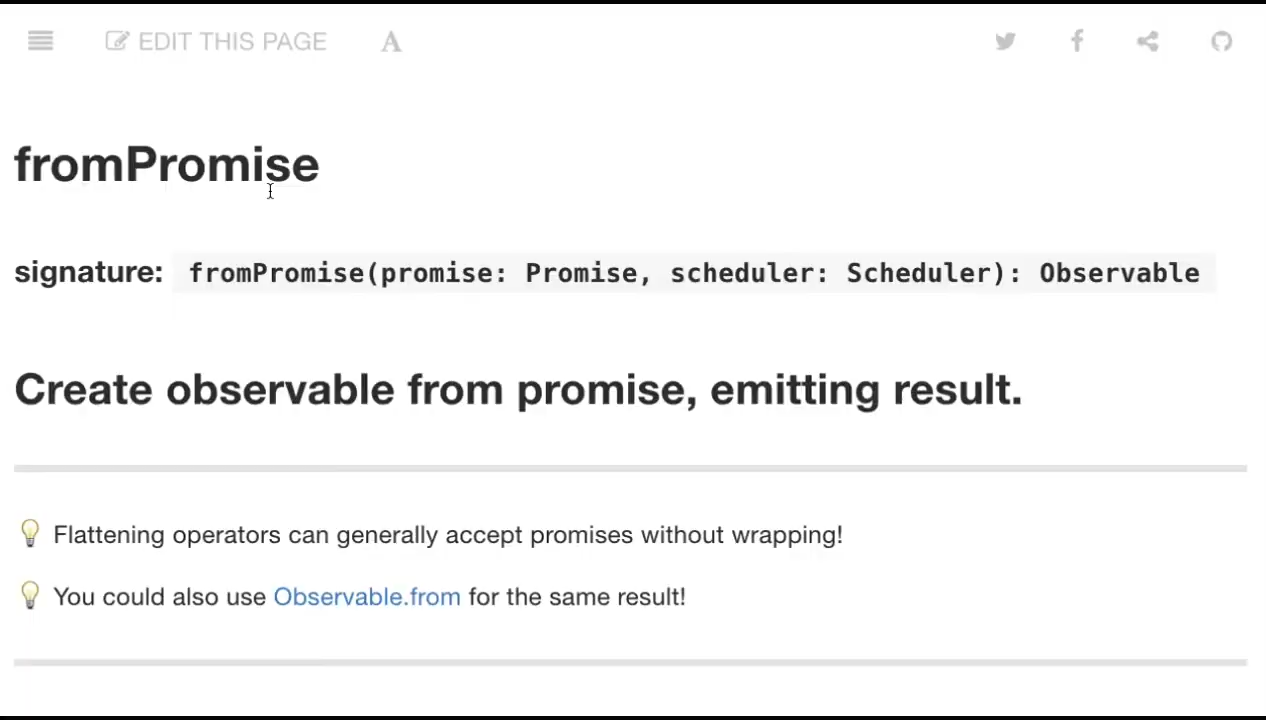 EDIT THIS PAGE A
fromPromise
signature: fromPromise(promise: Promise, scheduler: Scheduler): Observable
Create observable from promise, emitting result.
Flattening operators can generally accept promises without wrapping!
You could also use Observable.from for the same result!